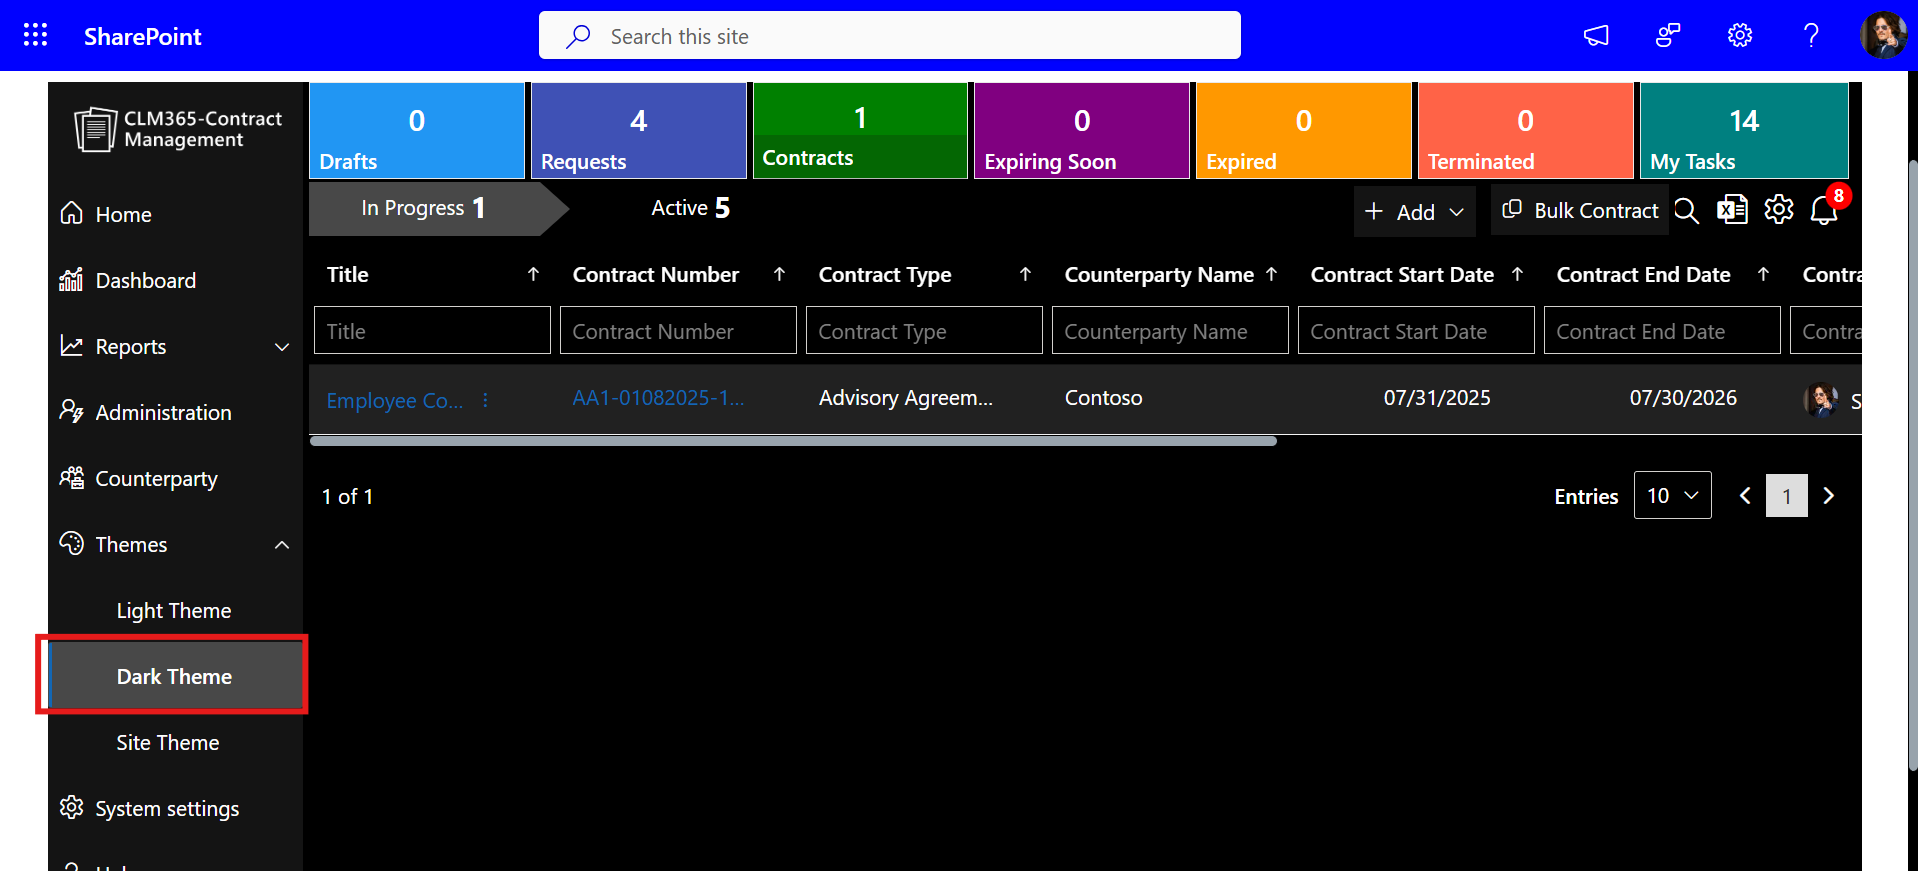 SharePoint
Search this site
CLM365-Contract
Management
Home
Dashboard
Reports
Administration
Counterparty
Themes
Light Theme
Dark Theme
Site Theme
System settings
0
Drafts
4
Requests
1
Contracts
0
Expiring Soon
0
Expired
0
Terminated
14
My Tasks
In Progress 1
Active 5
Add
Bulk Contract
8
Title Contract Number Contract Type Counterparty Name Contract Start Date Contract End Date Contra
Title Contract Number Contract Type Counterparty Name Contract Start Date Contract End Date Contra
Employee Co... AA1-01082025-1... Advisory Agreem... Contoso 07/31/2025 07/30/2026 S
1 of 1
Entries 10 1